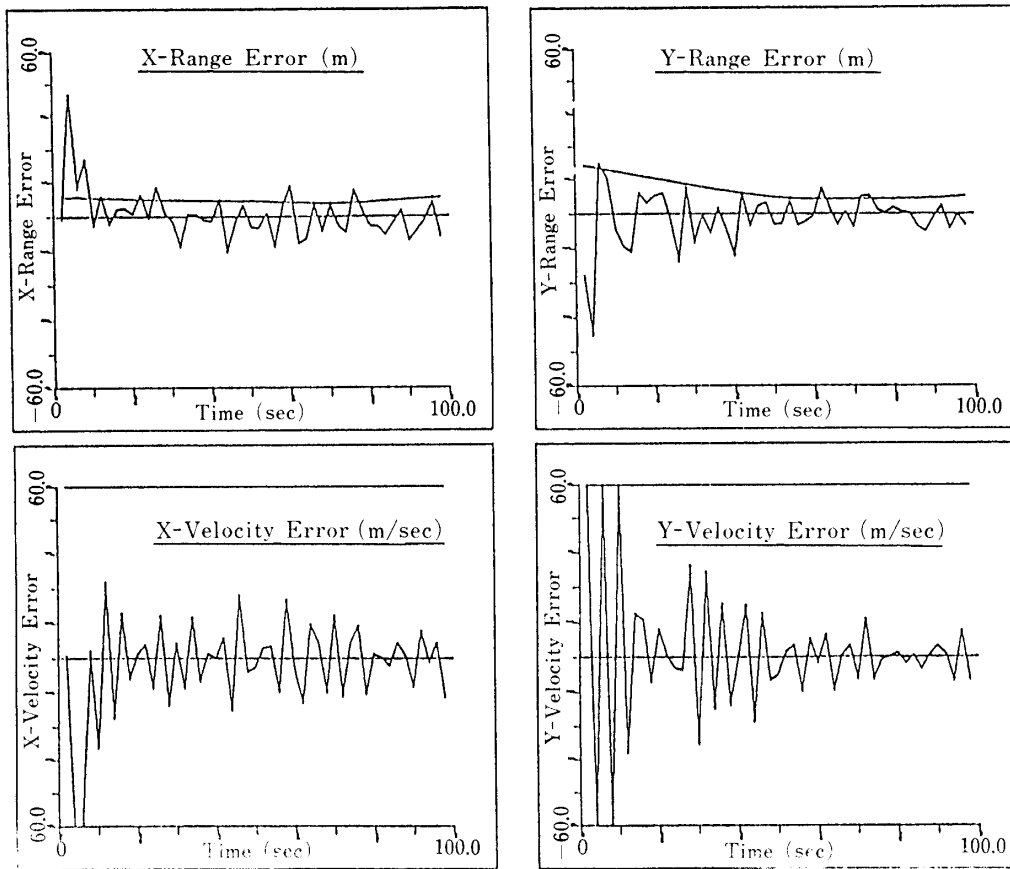 X-Range Error (m)
60.0
X-Range Error
−60.0
0
Time (sec)
100.0
Y-Range Error (m)
60.0
Y-Range Error
−60.0
0
Time (sec)
100.0
X-Velocity Error (m/sec)
60.0
X-Velocity Error
60.0
0
Time (sec)
100.0
Y-Velocity Error (m/sec)
60.0
Y-Velocity Error
−60.0
0
Time (sec)
100.0